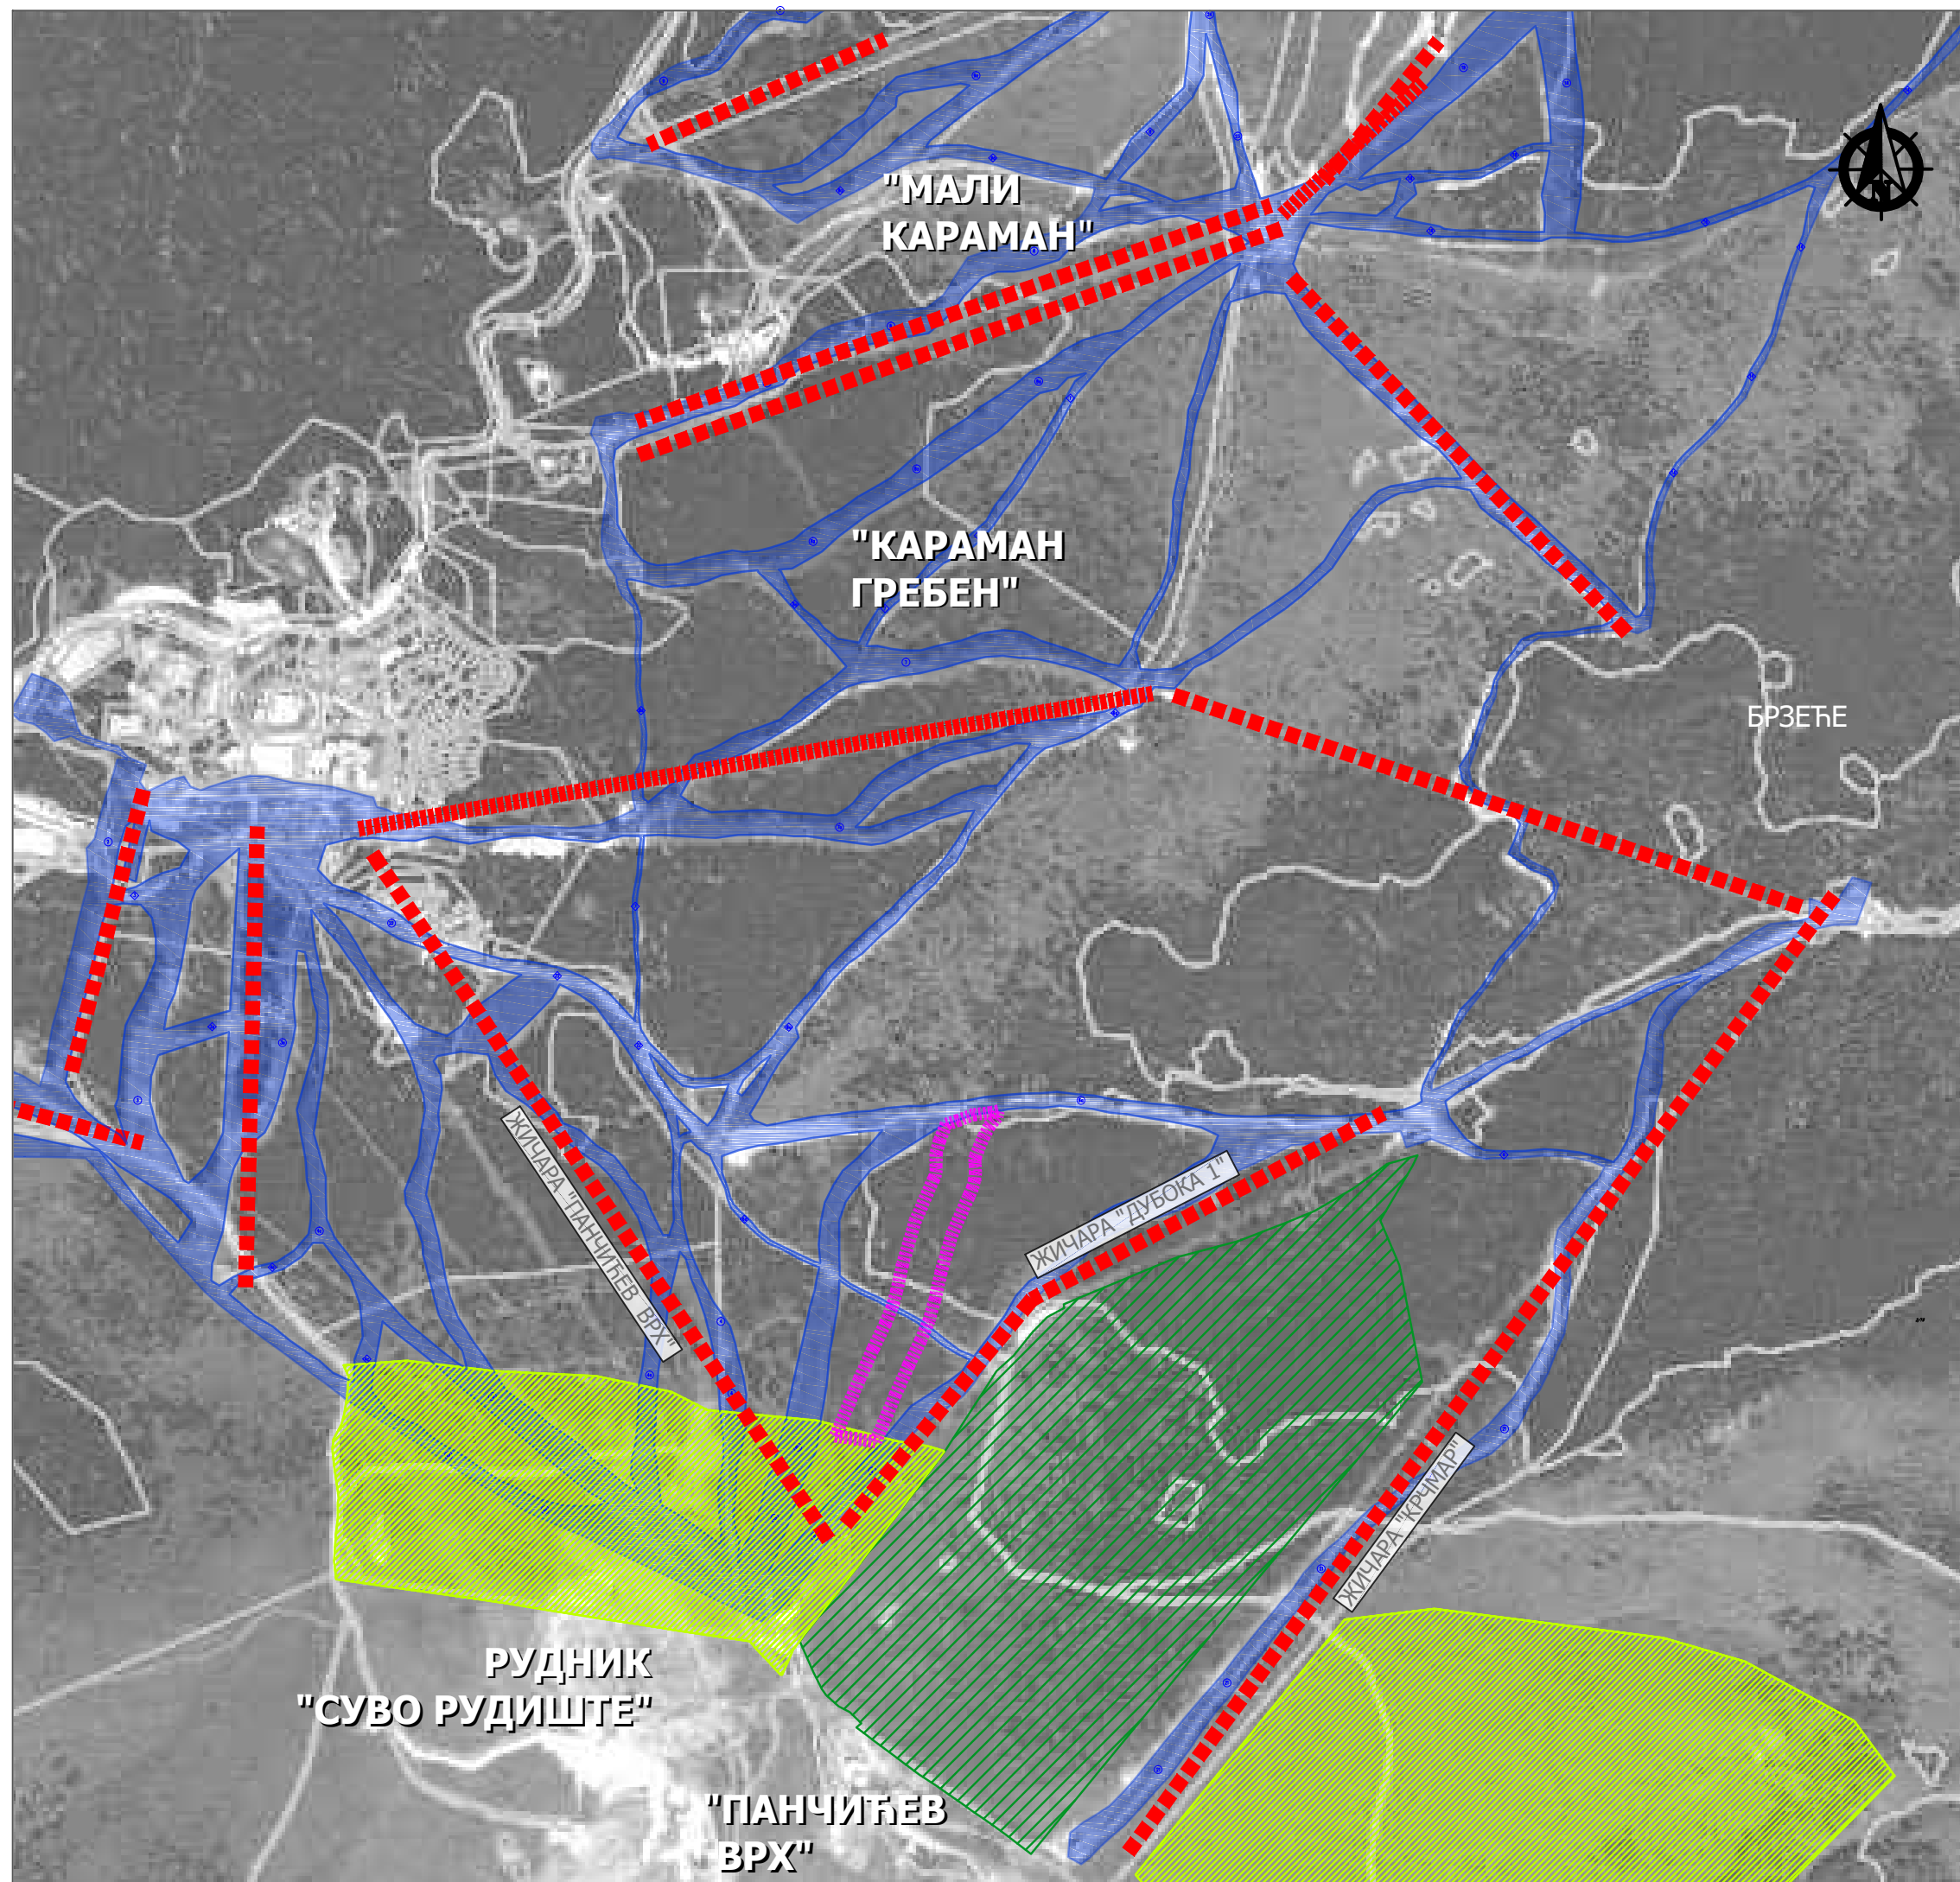 "МАЛИ
КАРАМАН"
N
"КАРАМАН
ГРЕБЕН"
БРЗЕЋЕ
ЖИЧАРА "ПАНЧИЋЕВ ВРХ"
ЖИЧАРА "ДУБОКА 1"
ЖИЧАРА "КРЧМАР"
РУДНИК
"СУВО РУДИШТЕ"
"ПАНЧИЋЕВ
ВРХ"